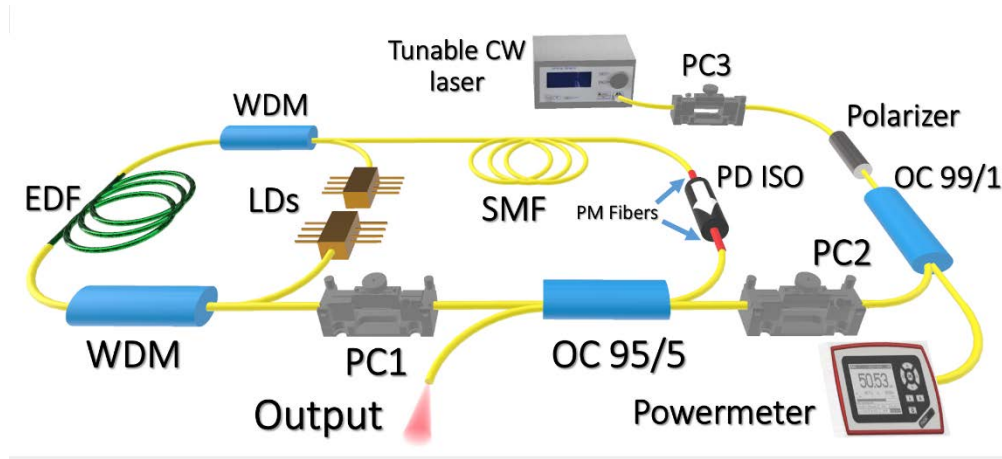 Tunable CW
laser
PC3
WDM
Polarizer
EDF
LDs
SMF
PD ISO
OC 99/1
PM Fibers
PC2
WDM
PC1
OC 95/5
Output
Powermeter
50.53